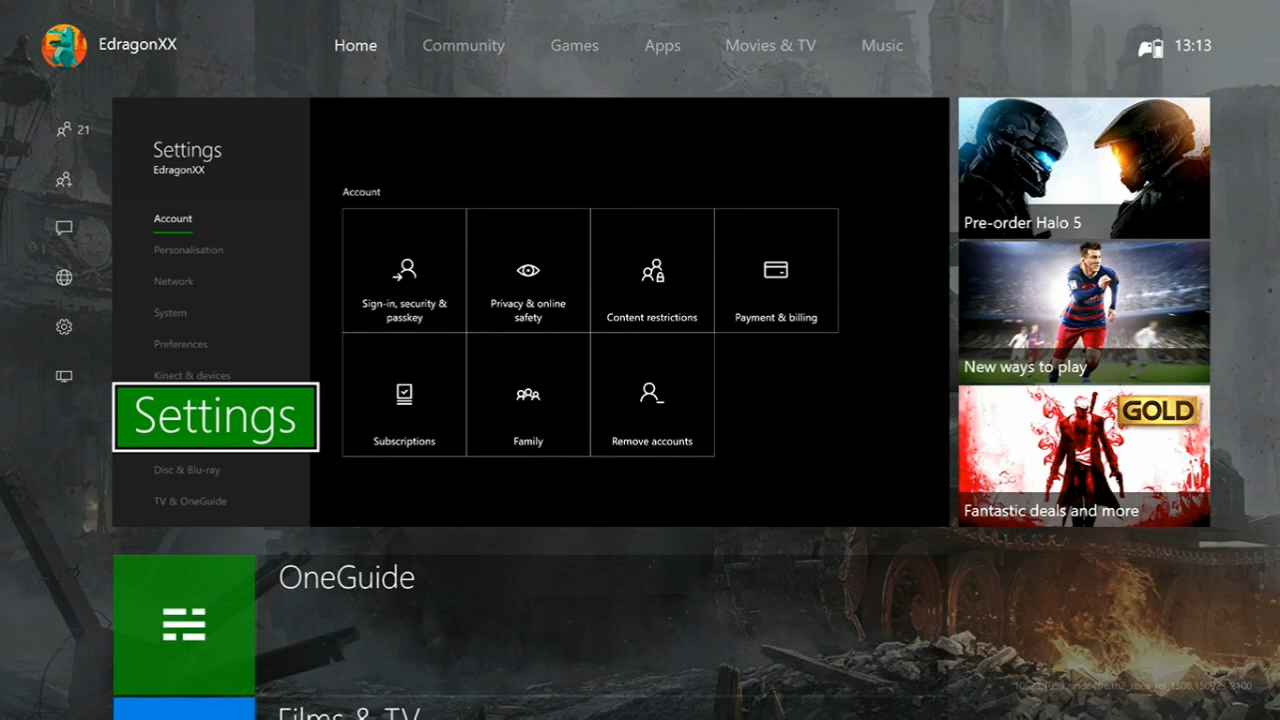 EdragonXX
Home
Community
Games
Apps
Movies & TV
Music
13:13
21
Settings
EdragonXX
Account
Personalisation
Network
System
Preferences
Kinect & devices
Settings
Disc & Blu-ray
TV & OneGuide
Account
Sign-in, security &
passkey
Privacy & online
safety
Content restrictions
Payment & billing
Subscriptions
Family
Remove accounts
Pre-order Halo 5
New ways to play
GOLD
Fantastic deals and more
OneGuide
Films & TV